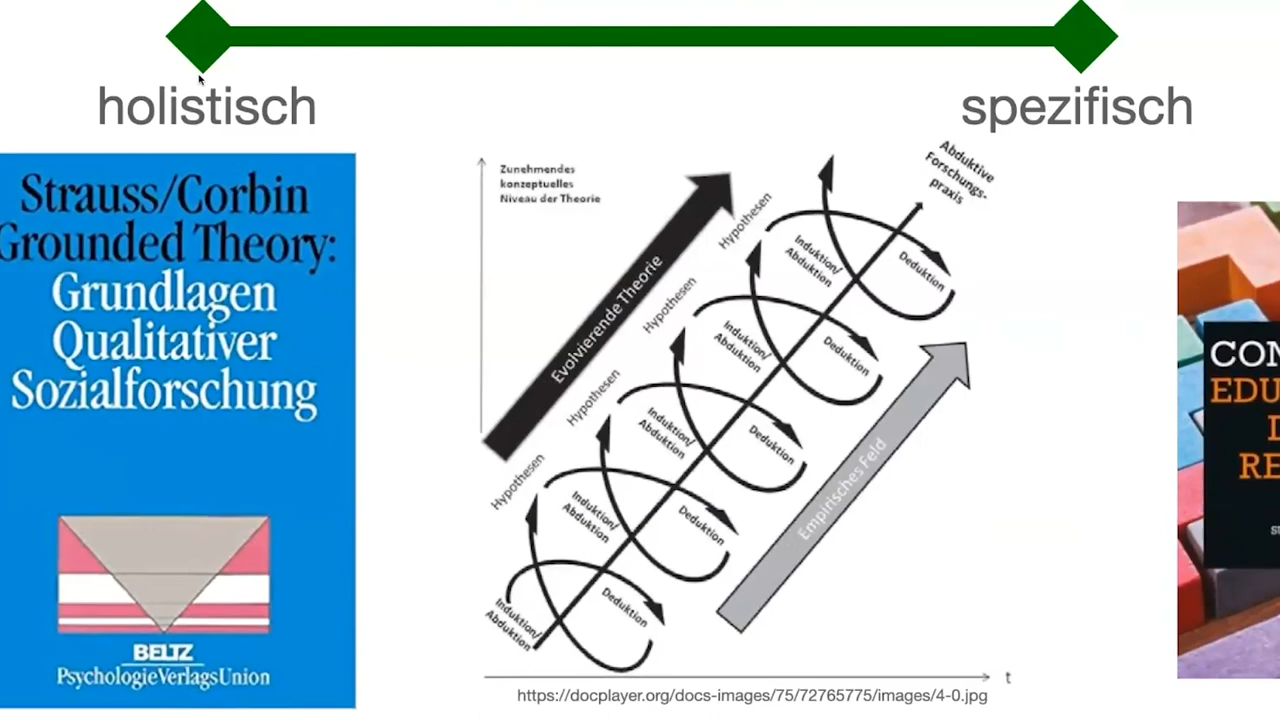 holistisch
spezifisch
Strauss/Corbin
Grounded Theory:
Grundlagen
Qualitativer
Sozialforschung
BELTZ
PsychologieVerlagsUnion
Zunehmendes
konzeptuelles
Niveau der Theorie
Evolvierende Theorie
Hypothesen
Hypothesen
Hypothesen
Hypothesen
Induktion/
Abduktion
Deduktion
Induktion/
Abduktion
Deduktion
Induktion/
Abduktion
Deduktion
Induktion/
Abduktion
Deduktion
Induktion/
Abduktion
Deduktion
Abduktive
Forschungs-
praxis
Empirisches Feld
t
https://docplayer.org/docs-images/75/72765775/images/4-0.jpg
CON
EDU
RE